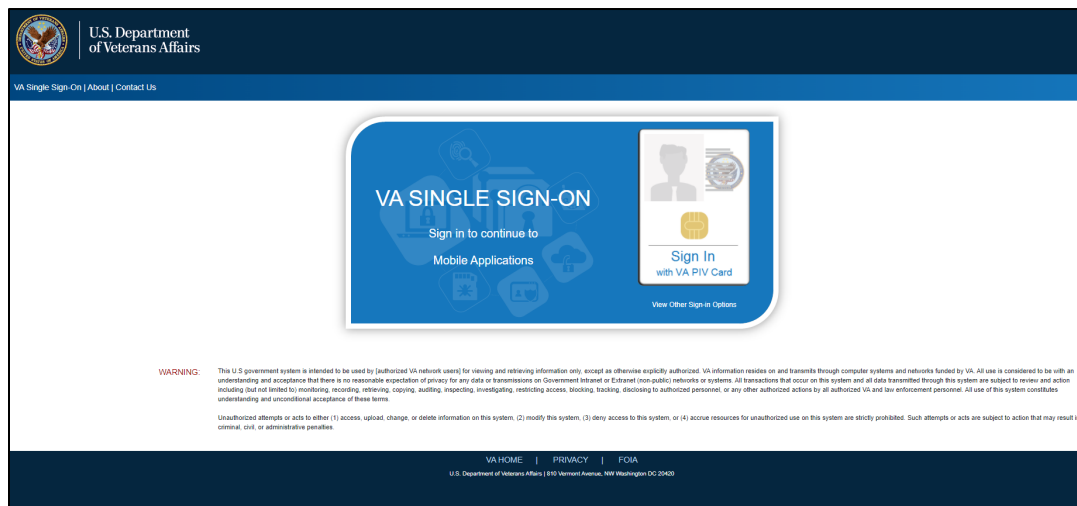 U.S. Department
of Veterans Affairs
VA Single Sign-On | About | Contact Us
VA SINGLE SIGN-ON
Sign in to continue to
Mobile Applications
Sign In
with VA PIV Card
View Other Sign-in Options
WARNING:
This U.S government system is intended to be used by [authorized VA network users] for viewing and retrieving information only, except as otherwise explicitly authorized. VA information resides on and transmits through computer systems and networks funded by VA. All use is considered to be with an
understanding and acceptance that there is no reasonable expectation of privacy for any data or transmissions on Government Intranet or Extranet (non-public) networks or systems. All transactions that occur on this system and all data transmitted through this system are subject to review and action
including (but not limited to) monitoring, recording, retrieving, copying, auditing, inspecting, investigating, restricting access, blocking, tracking, disclosing to authorized personnel, or any other authorized actions by all authorized VA and law enforcement personnel. All use of this system constitutes
understanding and unconditional acceptance of these terms.
Unauthorized attempts or acts to either (1) access, upload, change, or delete information on this system, (2) modify this system, (3) deny access to this system, or (4) accrue resources for unauthorized use on this system are strictly prohibited. Such attempts or acts are subject to action that may result i
criminal, civil, or administrative penalties.
VA HOME | PRIVACY | FOIA
U.S. Department of Veterans Affairs | 810 Vermont Avenue, NW Washington DC 20420